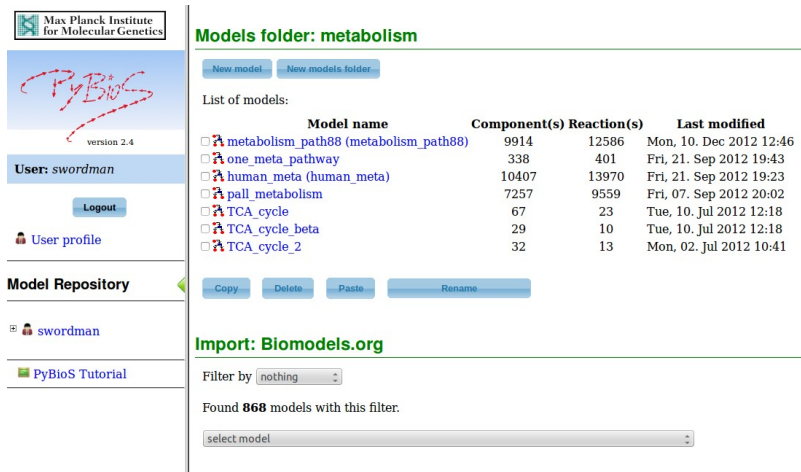 Max Planck Institute
for Molecular Genetics
PyBioS
version 2.4
User: swordman
Logout
User profile
Model Repository
swordman
PyBioS Tutorial
Models folder: metabolism
New model New models folder
List of models:
Model name Component(s) Reaction(s) Last modified
metabolism_path88 (metabolism_path88) 9914 12586 Mon, 10. Dec 2012 12:46
one_meta_pathway 338 401 Fri, 21. Sep 2012 19:43
human_meta (human_meta) 10407 13970 Fri, 21. Sep 2012 19:23
pall_metabolism 7257 9559 Fri, 07. Sep 2012 20:02
TCA_cycle 67 23 Tue, 10. Jul 2012 12:18
TCA_cycle_beta 29 10 Tue, 10. Jul 2012 12:18
TCA_cycle_2 32 13 Mon, 02. Jul 2012 10:41
Copy Delete Paste Rename
Import: Biomodels.org
Filter by nothing
Found 868 models with this filter.
select model